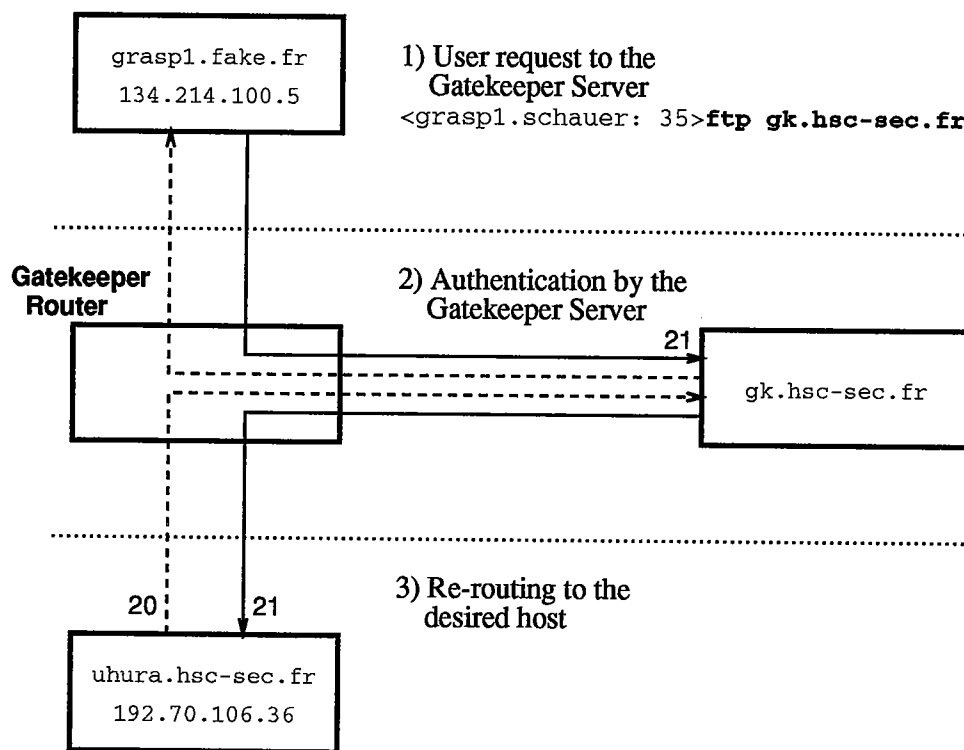 grasp1.fake.fr
134.214.100.5
1) User request to the
Gatekeeper Server
<grasp1.schauer: 35>ftp gk.hsc-sec.fr
Gatekeeper
Router
2) Authentication by the
Gatekeeper Server
21
gk.hsc-sec.fr
3) Re-routing to the
desired host
20
21
uhura.hsc-sec.fr
192.70.106.36